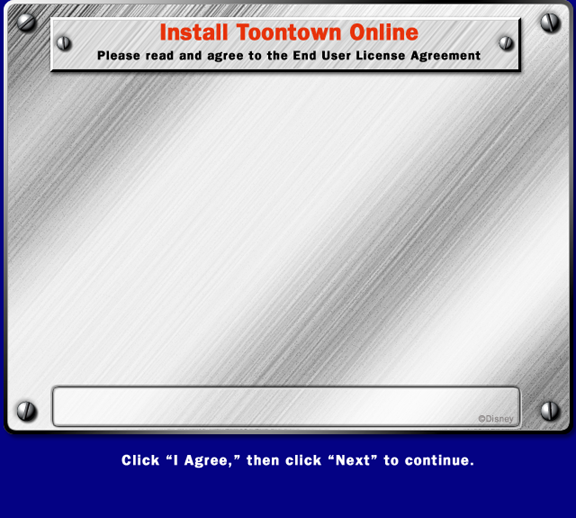 Install Toontown Online
Please read and agree to the End User License Agreement
©Disney
Click “I Agree,” then click “Next” to continue.